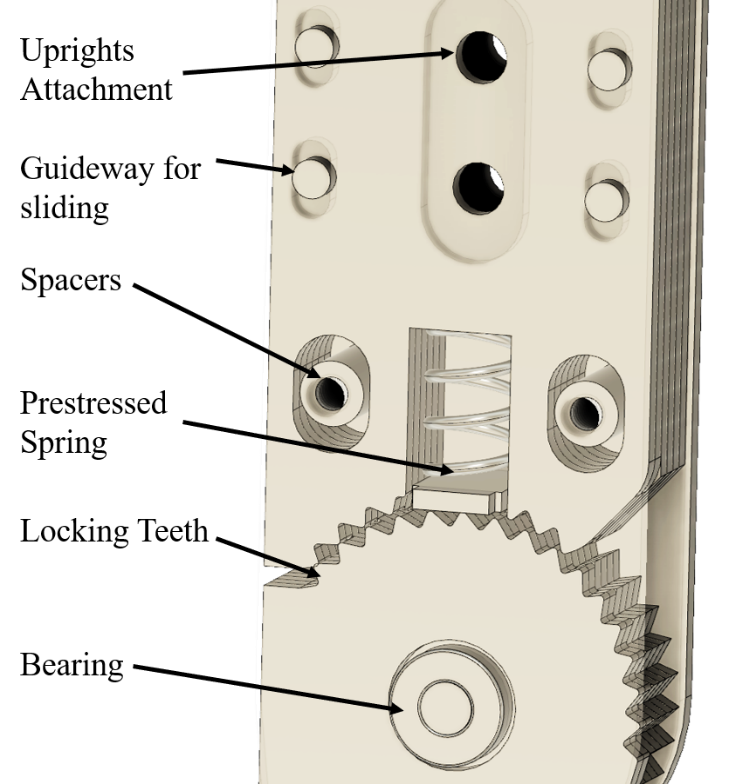 Uprights
Attachment
Guideway for
sliding
Spacers
Prestressed
Spring
Locking Teeth
Bearing